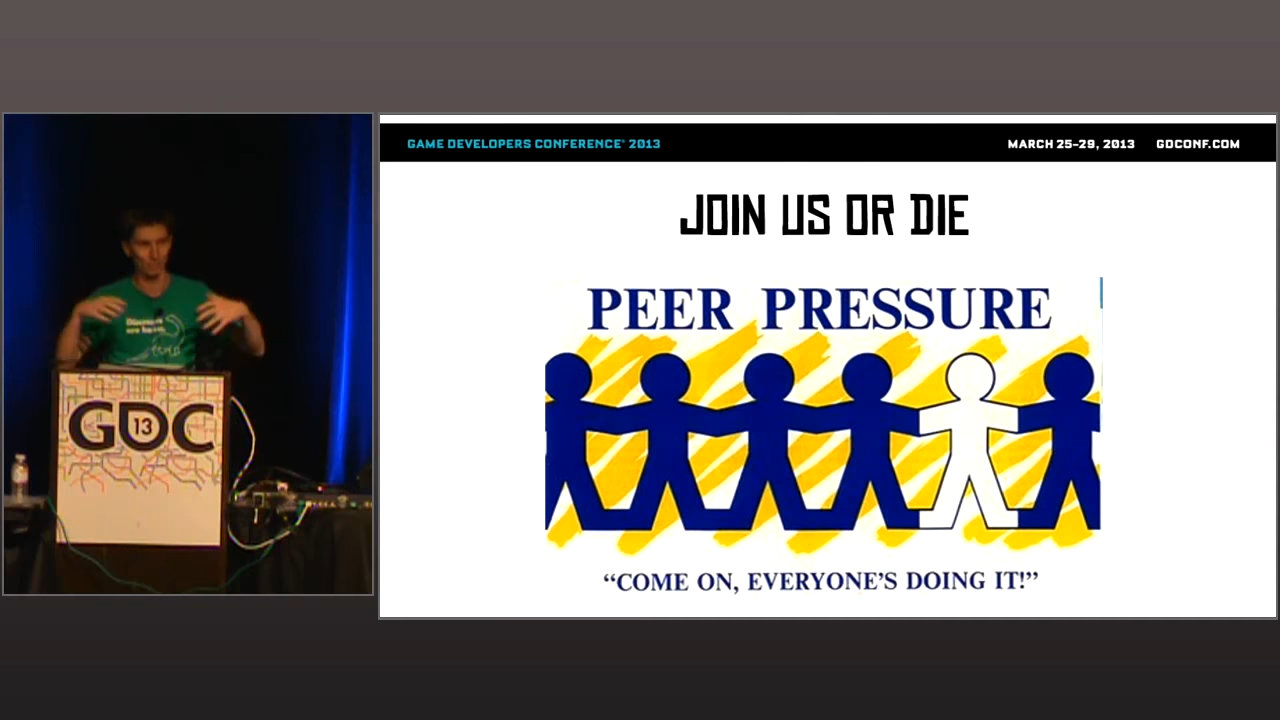 GAME DEVELOPERS CONFERENCE® 2013
MARCH 25-29, 2013 GDCONF.COM
JOIN US OR DIE
PEER PRESSURE
“COME ON, EVERYONE’S DOING IT!”
GDC
13